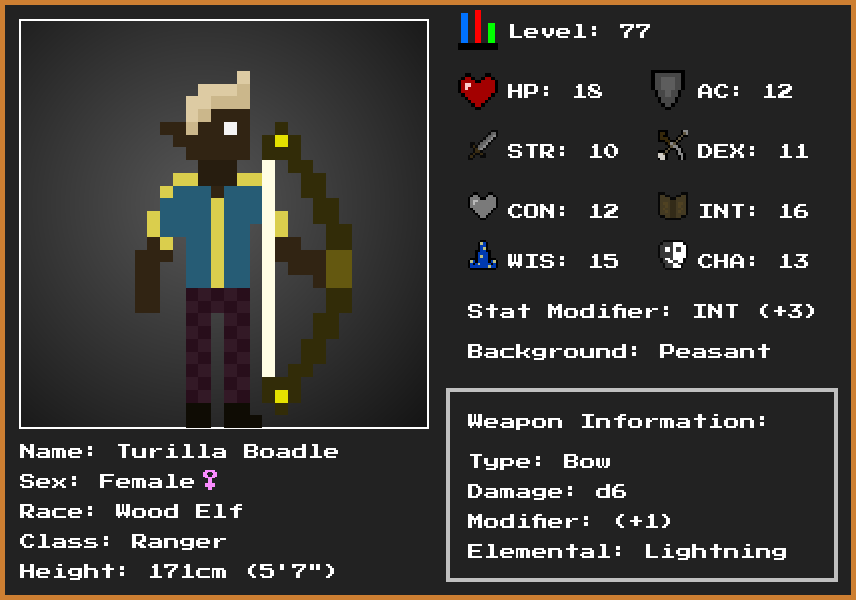 Level: 77
HP: 18 AC: 12
STR: 10 DEX: 11
CON: 12 INT: 16
WIS: 15 CHA: 13
Stat Modifier: INT (+3)
Background: Peasant
Weapon Information:
Type: Bow
Damage: d6
Modifier: (+1)
Elemental: Lightning
Name: Turilla Boadle
Sex: Female♀
Race: Wood Elf
Class: Ranger
Height: 171cm (5'7")